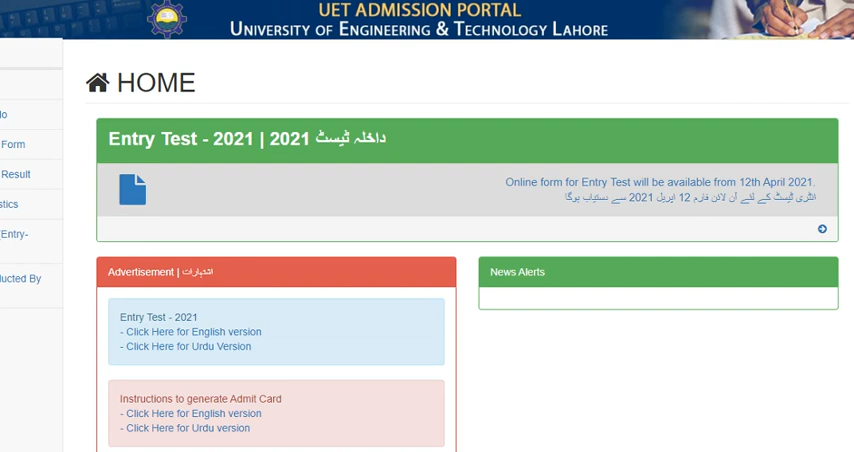 UET ADMISSION PORTAL
UNIVERSITY OF ENGINEERING & TECHNOLOGY LAHORE
HOME
Form
Result
stics
(Entry-
ucted By
Entry Test - 2021 | 2021 داخلہ ٹیسٹ
Online form for Entry Test will be available from 12th April 2021.
انٹری ٹیسٹ کے لئے آن لائن فارم 12 اپریل 2021 سے دستیاب ہوگا
Advertisement | اشتہارات
Entry Test - 2021
- Click Here for English version
- Click Here for Urdu Version
Instructions to generate Admit Card
- Click Here for English version
- Click Here for Urdu version
News Alerts